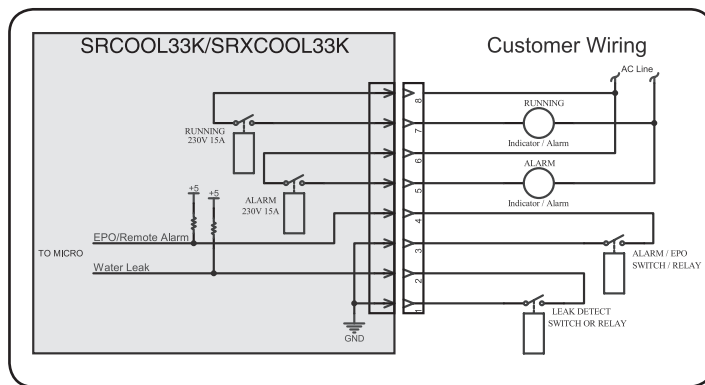 SRCOOL33K/SRXCOOL33K
Customer Wiring
AC Line
8
RUNNING
7
Indicator / Alarm
RUNNING
230V 15A
6
ALARM
5
Indicator / Alarm
ALARM
230V 15A
+5
+5
4
EPO/Remote Alarm
3
ALARM / EPO
SWITCH / RELAY
TO MICRO
Water Leak
2
1
LEAK DETECT
SWITCH OR RELAY
GND